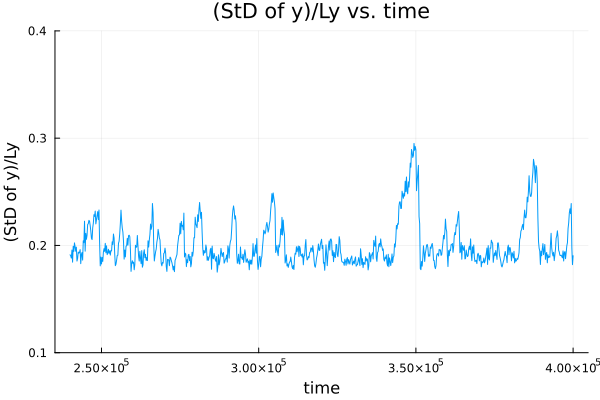 (StD of y)/Ly vs. time
(StD of y)/Ly
0.4
0.3
0.2
0.1
2.50×10⁵ 3.00×10⁵ 3.50×10⁵ 4.00×10⁵
time